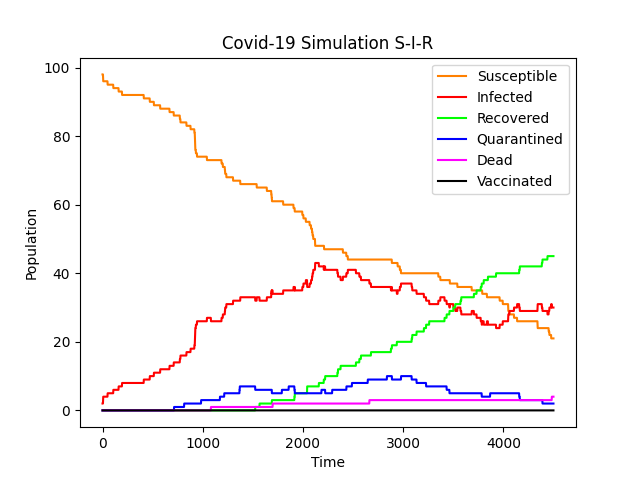 Covid-19 Simulation S-I-R
Susceptible
Infected
Recovered
Quarantined
Dead
Vaccinated
100
80
60
40
20
0
Population
0 1000 2000 3000 4000
Time